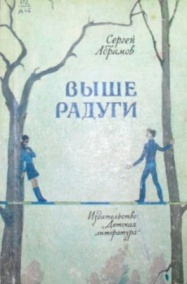 Сергей
Абрамов
ВЫШЕ
РАДУГИ
Издательство
„Детская
литература"